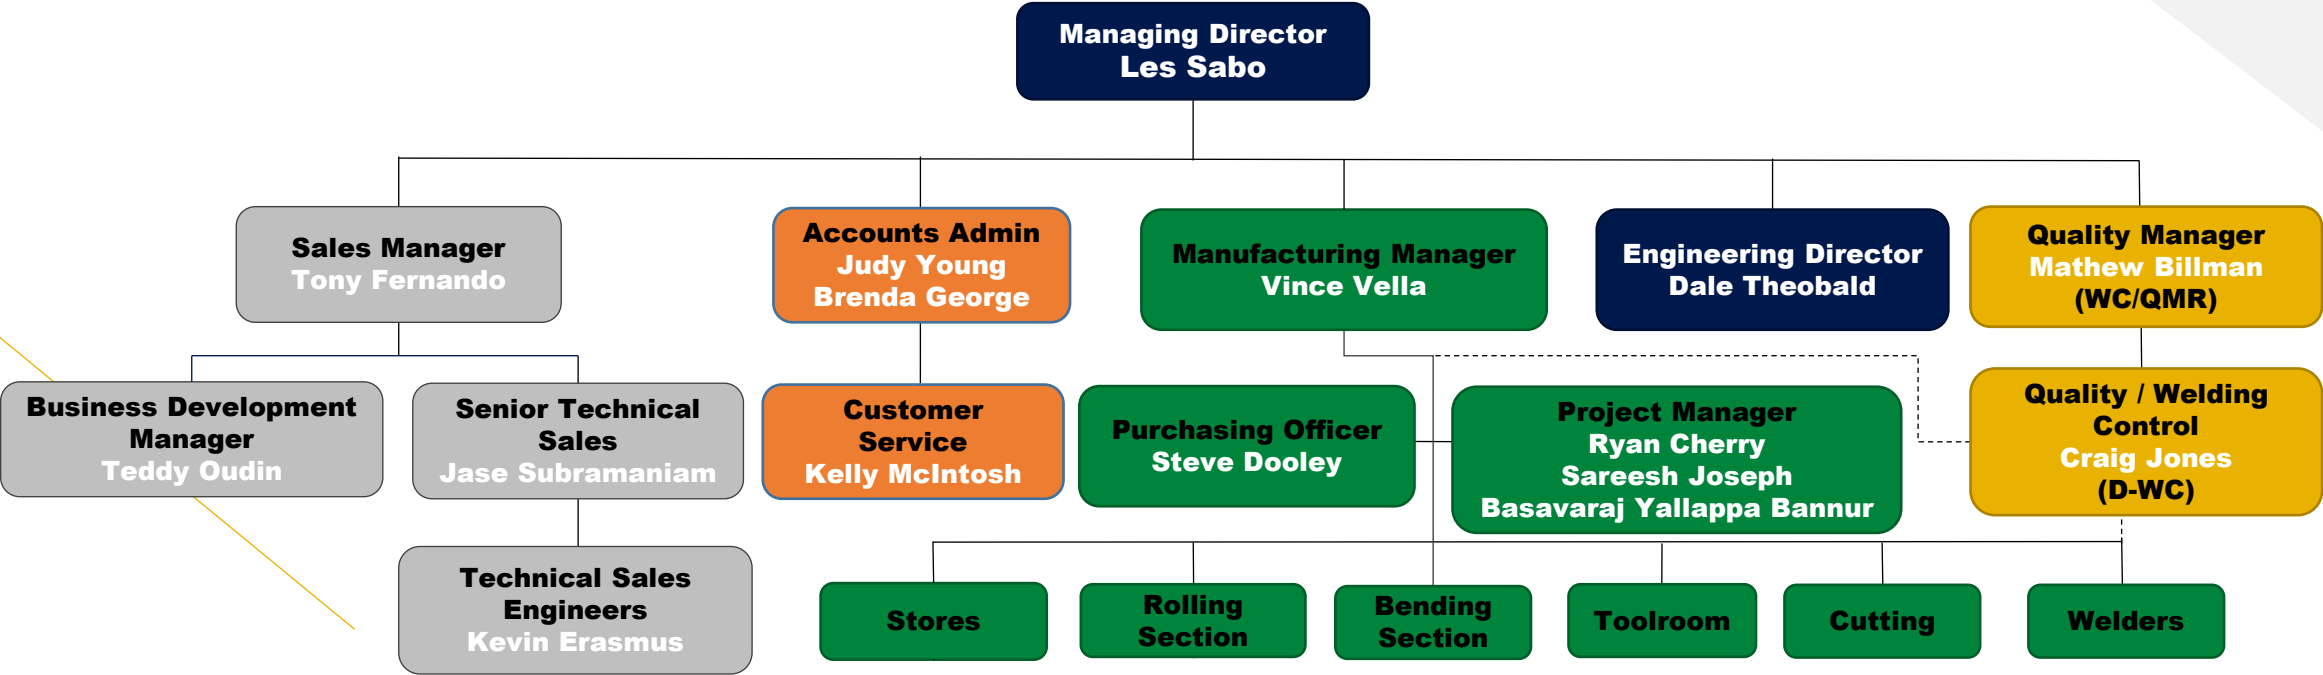 Managing Director
Les Sabo
Sales Manager
Tony Fernando
Accounts Admin
Judy Young
Brenda George
Manufacturing Manager
Vince Vella
Engineering Director
Dale Theobald
Quality Manager
Mathew Billman
(WC/QMR)
Business Development
Manager
Teddy Oudin
Senior Technical
Sales
Jase Subramaniam
Customer
Service
Kelly McIntosh
Purchasing Officer
Steve Dooley
Project Manager
Ryan Cherry
Sareesh Joseph
Basavaraj Yallappa Bannur
Quality / Welding
Control
Craig Jones
(D-WC)
Technical Sales
Engineers
Kevin Erasmus
Stores
Rolling
Section
Bending
Section
Toolroom
Cutting
Welders